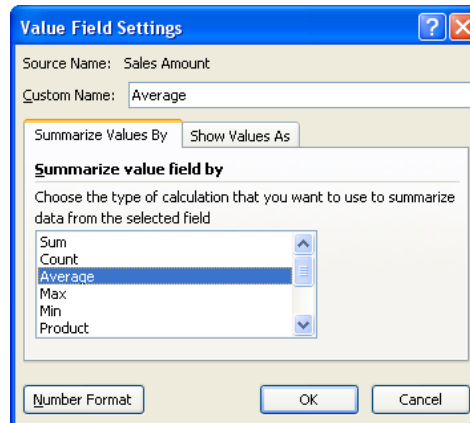 Value Field Settings
Source Name: Sales Amount
Custom Name: Average
Summarize Values By Show Values As
Summarize value field by
Choose the type of calculation that you want to use to summarize
data from the selected field
Sum
Count
Average
Max
Min
Product
Number Format OK Cancel